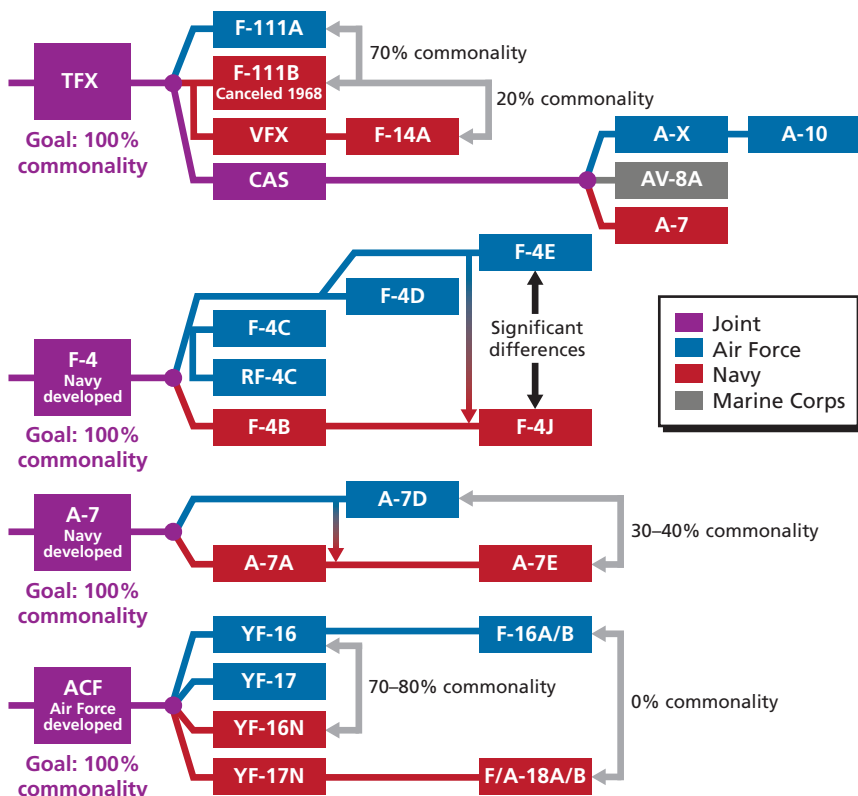 F-111A
70% commonality
TFX
F-111B
Canceled 1968
20% commonality
Goal: 100%
commonality
VFX
F-14A
A-X
A-10
CAS
AV-8A
A-7
F-4E
F-4D
F-4C
Significant
differences
RF-4C
F-4
Navy
developed
F-4B
F-4J
Goal: 100%
commonality
Joint
Air Force
Navy
Marine Corps
A-7D
A-7
Navy
developed
30–40% commonality
A-7A
A-7E
Goal: 100%
commonality
YF-16
F-16A/B
YF-17
70–80% commonality
ACF
Air Force
developed
0% commonality
YF-16N
Goal: 100%
commonality
YF-17N
F/A-18A/B